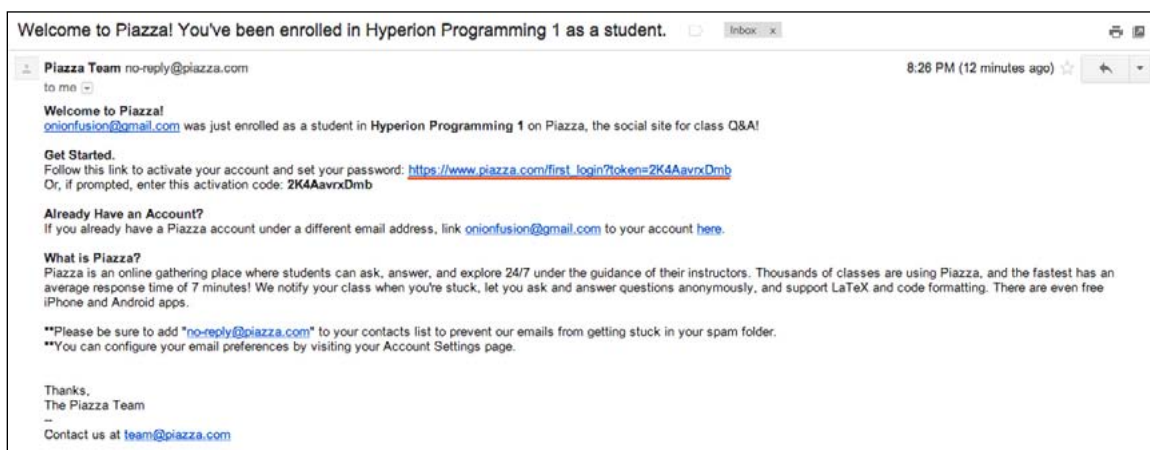 Welcome to Piazza! You've been enrolled in Hyperion Programming 1 as a student. Inbox x
Piazza Team no-reply@piazza.com 8:26 PM (12 minutes ago)
to me
Welcome to Piazza!
onionfusion@gmail.com was just enrolled as a student in Hyperion Programming 1 on Piazza, the social site for class Q&A!
Get Started.
Follow this link to activate your account and set your password: https://www.piazza.com/first_login?token=2K4AavrxDmb
Or, if prompted, enter this activation code: 2K4AavrxDmb
Already Have an Account?
If you already have a Piazza account under a different email address, link onionfusion@gmail.com to your account here.
What is Piazza?
Piazza is an online gathering place where students can ask, answer, and explore 24/7 under the guidance of their instructors. Thousands of classes are using Piazza, and the fastest has an
average response time of 7 minutes! We notify your class when you're stuck, let you ask and answer questions anonymously, and support LaTeX and code formatting. There are even free
iPhone and Android apps.
**Please be sure to add "no-reply@piazza.com" to your contacts list to prevent our emails from getting stuck in your spam folder.
**You can configure your email preferences by visiting your Account Settings page.
Thanks,
The Piazza Team
--
Contact us at team@piazza.com